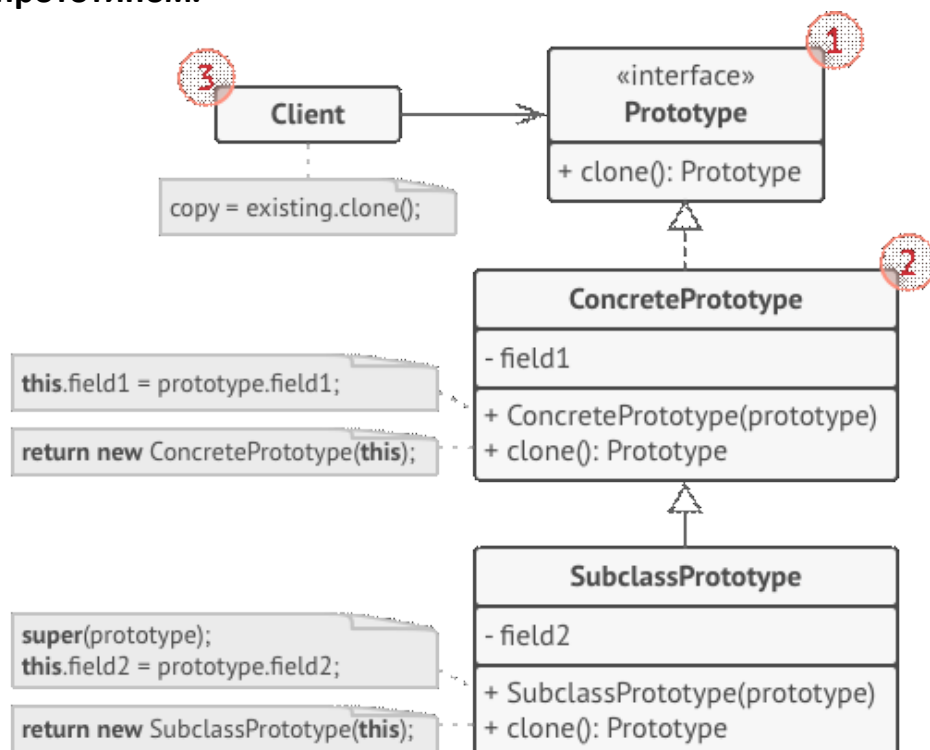 прототипом.
1
«interface»
Prototype
+ clone(): Prototype
3
Client
copy = existing.clone();
2
ConcretePrototype
- field1
+ ConcretePrototype(prototype)
+ clone(): Prototype
this.field1 = prototype.field1;
return new ConcretePrototype(this);
SubclassPrototype
- field2
+ SubclassPrototype(prototype)
+ clone(): Prototype
super(prototype);
this.field2 = prototype.field2;
return new SubclassPrototype(this);